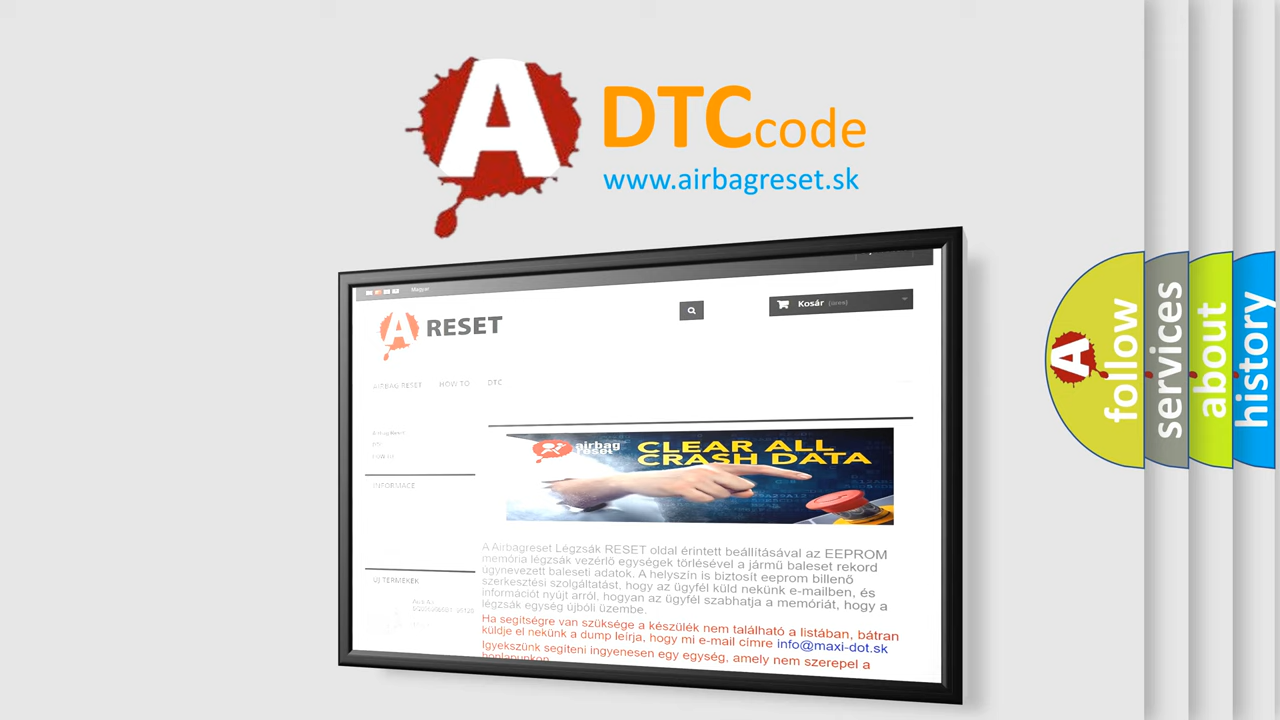 A
DTC code
www.airbagreset.sk
Magyar
Kosár (üres)
A RESET
AIRBAG RESET HOW TO DTC
airbag
reset
CLEAR ALL
CRASH DATA
INFORMACE
A Airbagreset Légzsák RESET oldal érintett beállításával az EEPROM
memória légzsák vezérlő egységek törlésével a jármű baleset rekord
úgynevezett baleseti adatok. A helyszín is biztosít eeprom billenő
szerkesztési szolgáltatást, hogy az ügyfél küld nekünk e-mailben, és
információt nyújt arról, hogyan az ügyfél szabhatja a memóriát, hogy a
légzsák egység újbóli üzembe.
ÚJ TERMÉKEK
Ha segítségre van szüksége a készülék nem található a listában, bátran
küldje el nekünk a dump leírja, hogy mi e-mail címre info@maxi-dot.sk
Igyekszünk segíteni ingyenesen egy egység, amely nem szerepel a
honlapunkon
A follow
services
about
history